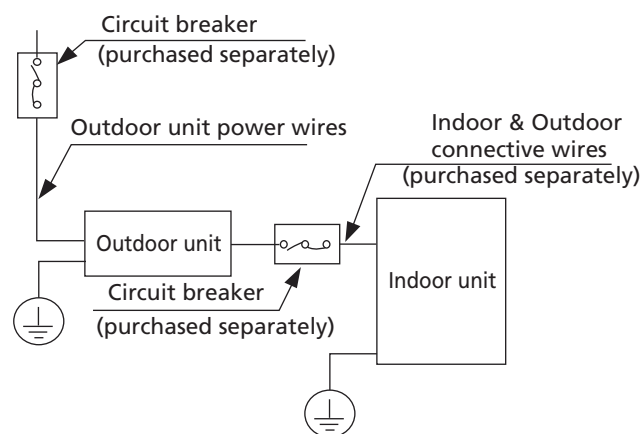 Circuit breaker
(purchased separately)
Outdoor unit power wires
Indoor & Outdoor
connective wires
(purchased separately)
Outdoor unit
Indoor unit
Circuit breaker
(purchased separately)